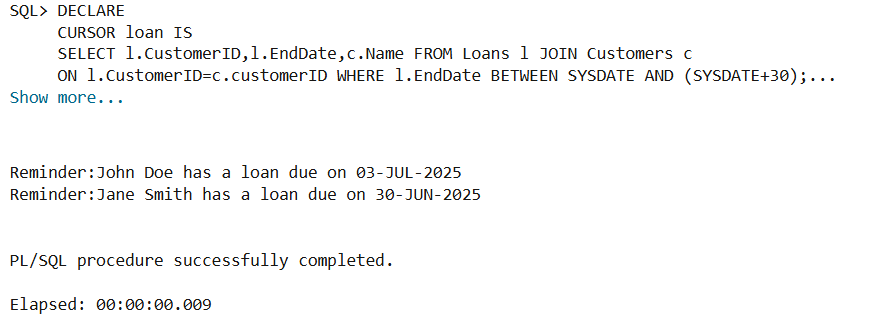 SQL> DECLARE
     CURSOR loan IS
     SELECT l.CustomerID,l.EndDate,c.Name FROM Loans l JOIN Customers c
     ON l.CustomerID=c.customerID WHERE l.EndDate BETWEEN SYSDATE AND (SYSDATE+30);...
Show more...
Reminder:John Doe has a loan due on 03-JUL-2025
Reminder:Jane Smith has a loan due on 30-JUN-2025
PL/SQL procedure successfully completed.
Elapsed: 00:00:00.009